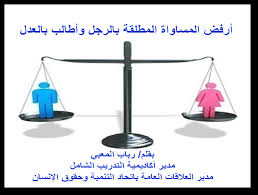 أرفض المساواة المطلقة بالرجل وأطالب بالعدل
بقلم/ رباب المعبي
مدير أكاديمية التدريب الشامل
مدير العلاقات العامة باتحاد التنمية وحقوق الإنسان